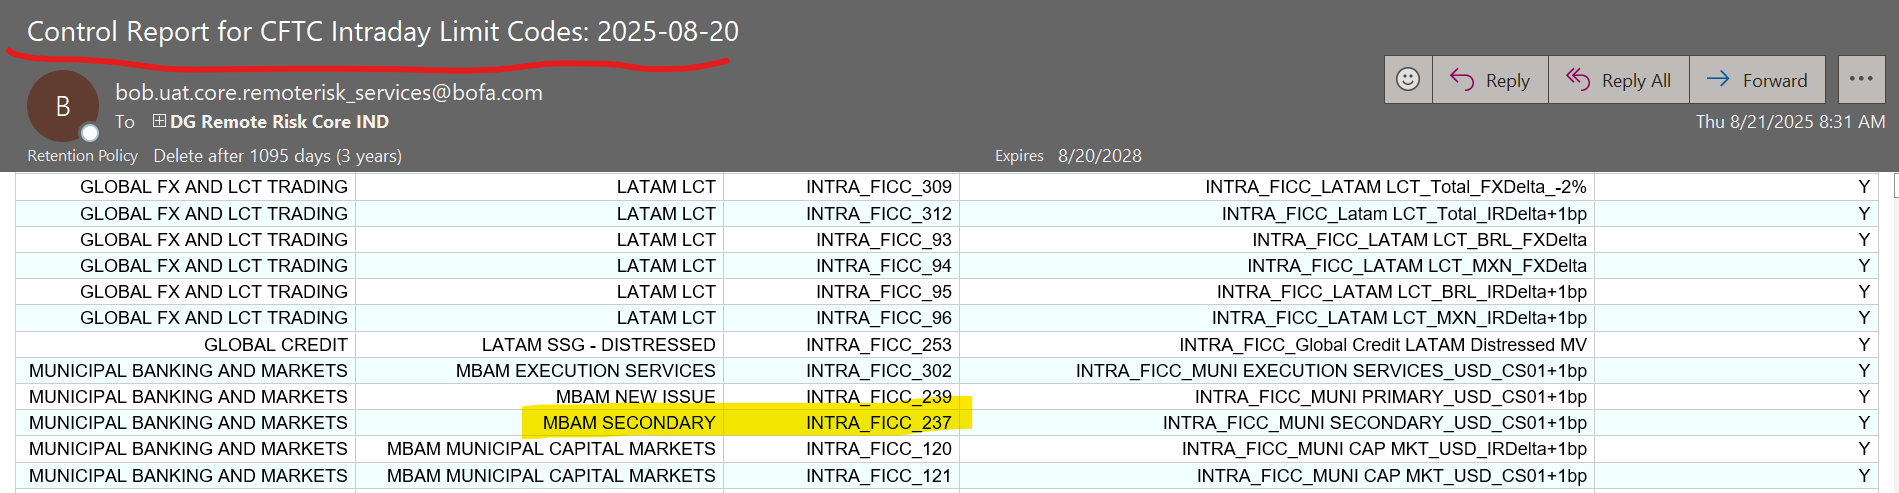 Control Report for CFTC Intraday Limit Codes: 2025-08-20
Reply
Reply All
Forward
B
bob.uat.core.remoterisk_services@bofa.com
To DG Remote Risk Core IND
Thu 8/21/2025 8:31 AM
Retention Policy Delete after 1095 days (3 years) Expires 8/20/2028
GLOBAL FX AND LCT TRADING LATAM LCT INTRA_FICC_309 INTRA_FICC_LATAM LCT_Total_FXDelta_-2% Y
GLOBAL FX AND LCT TRADING LATAM LCT INTRA_FICC_312 INTRA_FICC_Latam LCT_Total_IRDelta+1bp Y
GLOBAL FX AND LCT TRADING LATAM LCT INTRA_FICC_93 INTRA_FICC_LATAM LCT_BRL_FXDelta Y
GLOBAL FX AND LCT TRADING LATAM LCT INTRA_FICC_94 INTRA_FICC_LATAM LCT_MXN_FXDelta Y
GLOBAL FX AND LCT TRADING LATAM LCT INTRA_FICC_95 INTRA_FICC_LATAM LCT_BRL_IRDelta+1bp Y
GLOBAL FX AND LCT TRADING LATAM LCT INTRA_FICC_96 INTRA_FICC_LATAM LCT_MXN_IRDelta+1bp Y
GLOBAL CREDIT LATAM SSG - DISTRESSED INTRA_FICC_253 INTRA_FICC_Global Credit LATAM Distressed MV Y
MUNICIPAL BANKING AND MARKETS MBAM EXECUTION SERVICES INTRA_FICC_302 INTRA_FICC_MUNI EXECUTION SERVICES_USD_CS01+1bp Y
MUNICIPAL BANKING AND MARKETS MBAM NEW ISSUE INTRA_FICC_239 INTRA_FICC_MUNI PRIMARY_USD_CS01+1bp Y
MUNICIPAL BANKING AND MARKETS MBAM SECONDARY INTRA_FICC_237 INTRA_FICC_MUNI SECONDARY_USD_CS01+1bp Y
MUNICIPAL BANKING AND MARKETS MBAM MUNICIPAL CAPITAL MARKETS INTRA_FICC_120 INTRA_FICC_MUNI CAP MKT_USD_IRDelta+1bp Y
MUNICIPAL BANKING AND MARKETS MBAM MUNICIPAL CAPITAL MARKETS INTRA_FICC_121 INTRA_FICC_MUNI CAP MKT_USD_CS01+1bp Y